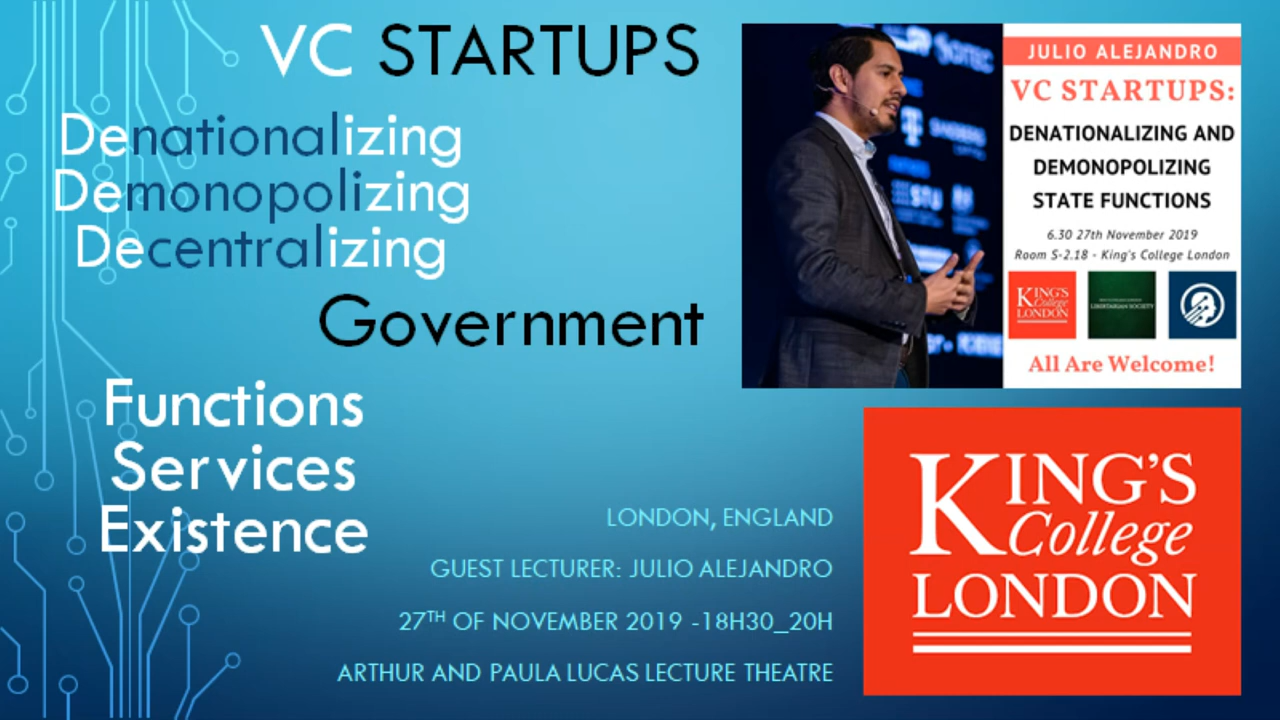 VC STARTUPS
Denationalizing
Demonopolizing
Decentralizing
Government
Functions
Services
Existence
LONDON, ENGLAND
GUEST LECTURER: JULIO ALEJANDRO
27TH OF NOVEMBER 2019 -18H30_20H
ARTHUR AND PAULA LUCAS LECTURE THEATRE
JULIO ALEJANDRO
VC STARTUPS:
DENATIONALIZING AND
DEMONOPOLIZING
STATE FUNCTIONS
6.30 27th November 2019
Room S-2.18 - King's College London
KING'S
College
LONDON
LIBERTARIAN SOCIETY
All Are Welcome!
KING'S
College
LONDON